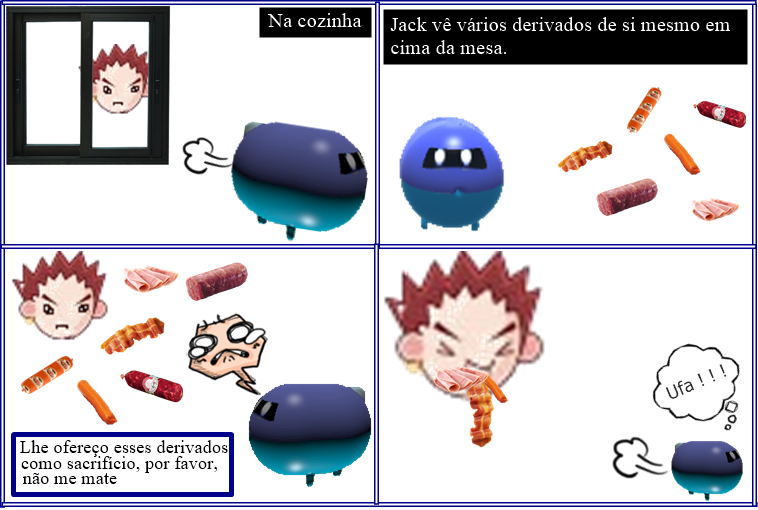 Na cozinha
Jack vê vários derivados de si mesmo em
cima da mesa.
Lhe ofereço esses derivados
como sacrifício, por favor,
não me mate
Ufa ! ! !